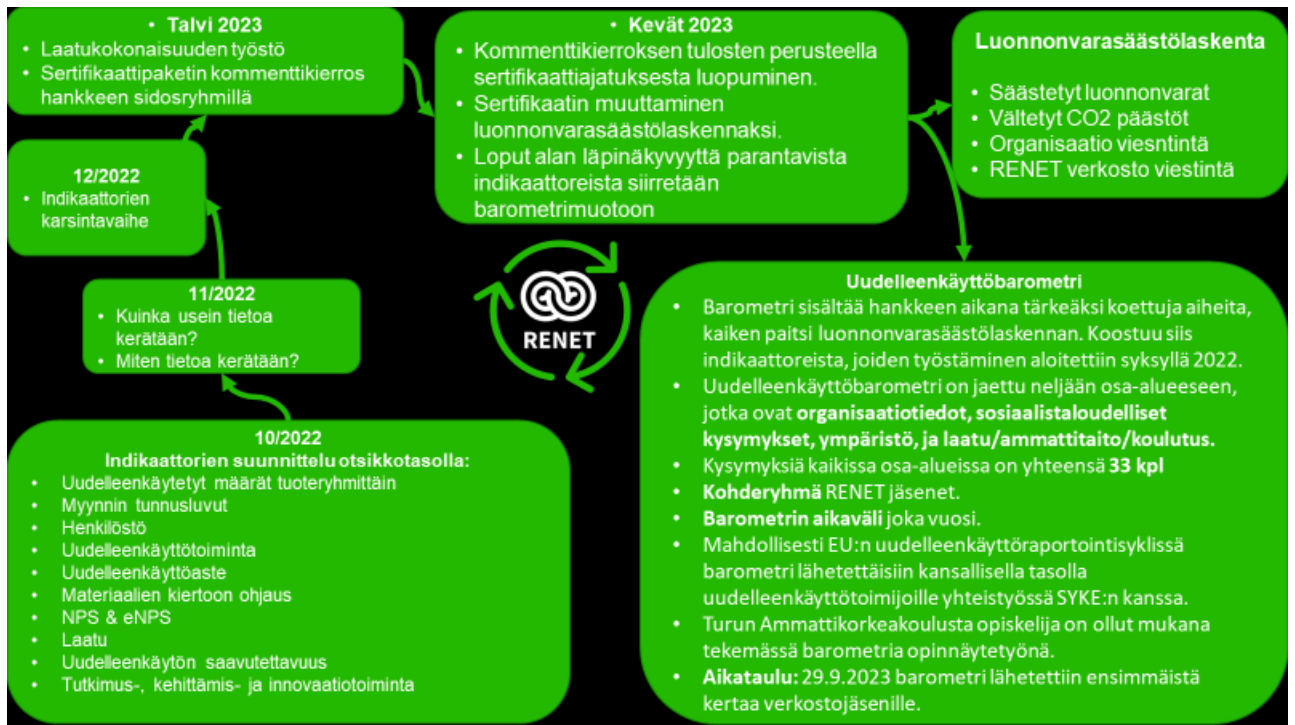 • Talvi 2023
• Laatukokonaisuuden työstö
• Sertifikaattipaketin kommenttikierros
hankkeen sidosryhmillä
• Kevät 2023
• Kommenttikierroksen tulosten perusteella
sertifikaattiajatuksesta luopuminen.
• Sertifikaatin muuttaminen
luonnonvarasäästölaskennaksi.
• Loput alan läpinäkyvyyttä parantavista
indikaattoreista siirretään
barometrimuotoon
Luonnonvarasäästölaskenta
• Säästetyt luonnonvarat
• Vältetyt CO2 päästöt
• Organisaatio viesntintä
• RENET verkosto viestintä
12/2022
• Indikaattorien
karsintavaihe
11/2022
• Kuinka usein tietoa
kerätään?
• Miten tietoa kerätään?
RENET
10/2022
Indikaattorien suunnittelu otsikkotasolla:
• Uudelleenkäytetyt määrät tuoteryhmittäin
• Myynnin tunnusluvut
• Henkilöstö
• Uudelleenkäyttötoiminta
• Uudelleenkäyttöaste
• Materiaalien kiertoon ohjaus
• NPS & eNPS
• Laatu
• Uudelleenkäytön saavutettavuus
• Tutkimus-, kehittämis- ja innovaatiotoiminta
Uudelleenkäyttöbarometri
• Barometri sisältää hankkeen aikana tärkeäksi koettuja aiheita,
kaiken paitsi luonnonvarasäästölaskennan. Koostuu siis
indikaattoreista, joiden työstäminen aloitettiin syksyllä 2022.
• Uudelleenkäyttöbarometri on jaettu neljään osa-alueeseen,
jotka ovat organisaatiotiedot, sosiaalistaloudelliset
kysymykset, ympäristö, ja laatu/ammattitaito/koulutus.
• Kysymyksiä kaikissa osa-alueissa on yhteensä 33 kpl
• Kohderyhmä RENET jäsenet.
• Barometrin aikaväli joka vuosi.
• Mahdollisesti EU:n uudelleenkäyttöraportointisyklissä
barometri lähetettäisiin kansallisella tasolla
uudelleenkäyttötoimijoille yhteistyössä SYKE:n kanssa.
• Turun Ammattikorkeakoulusta opiskelija on ollut mukana
tekemässä barometria opinnäytetyönä.
• Aikataulu: 29.9.2023 barometri lähetettiin ensimmäistä
kertaa verkostojäsenille.